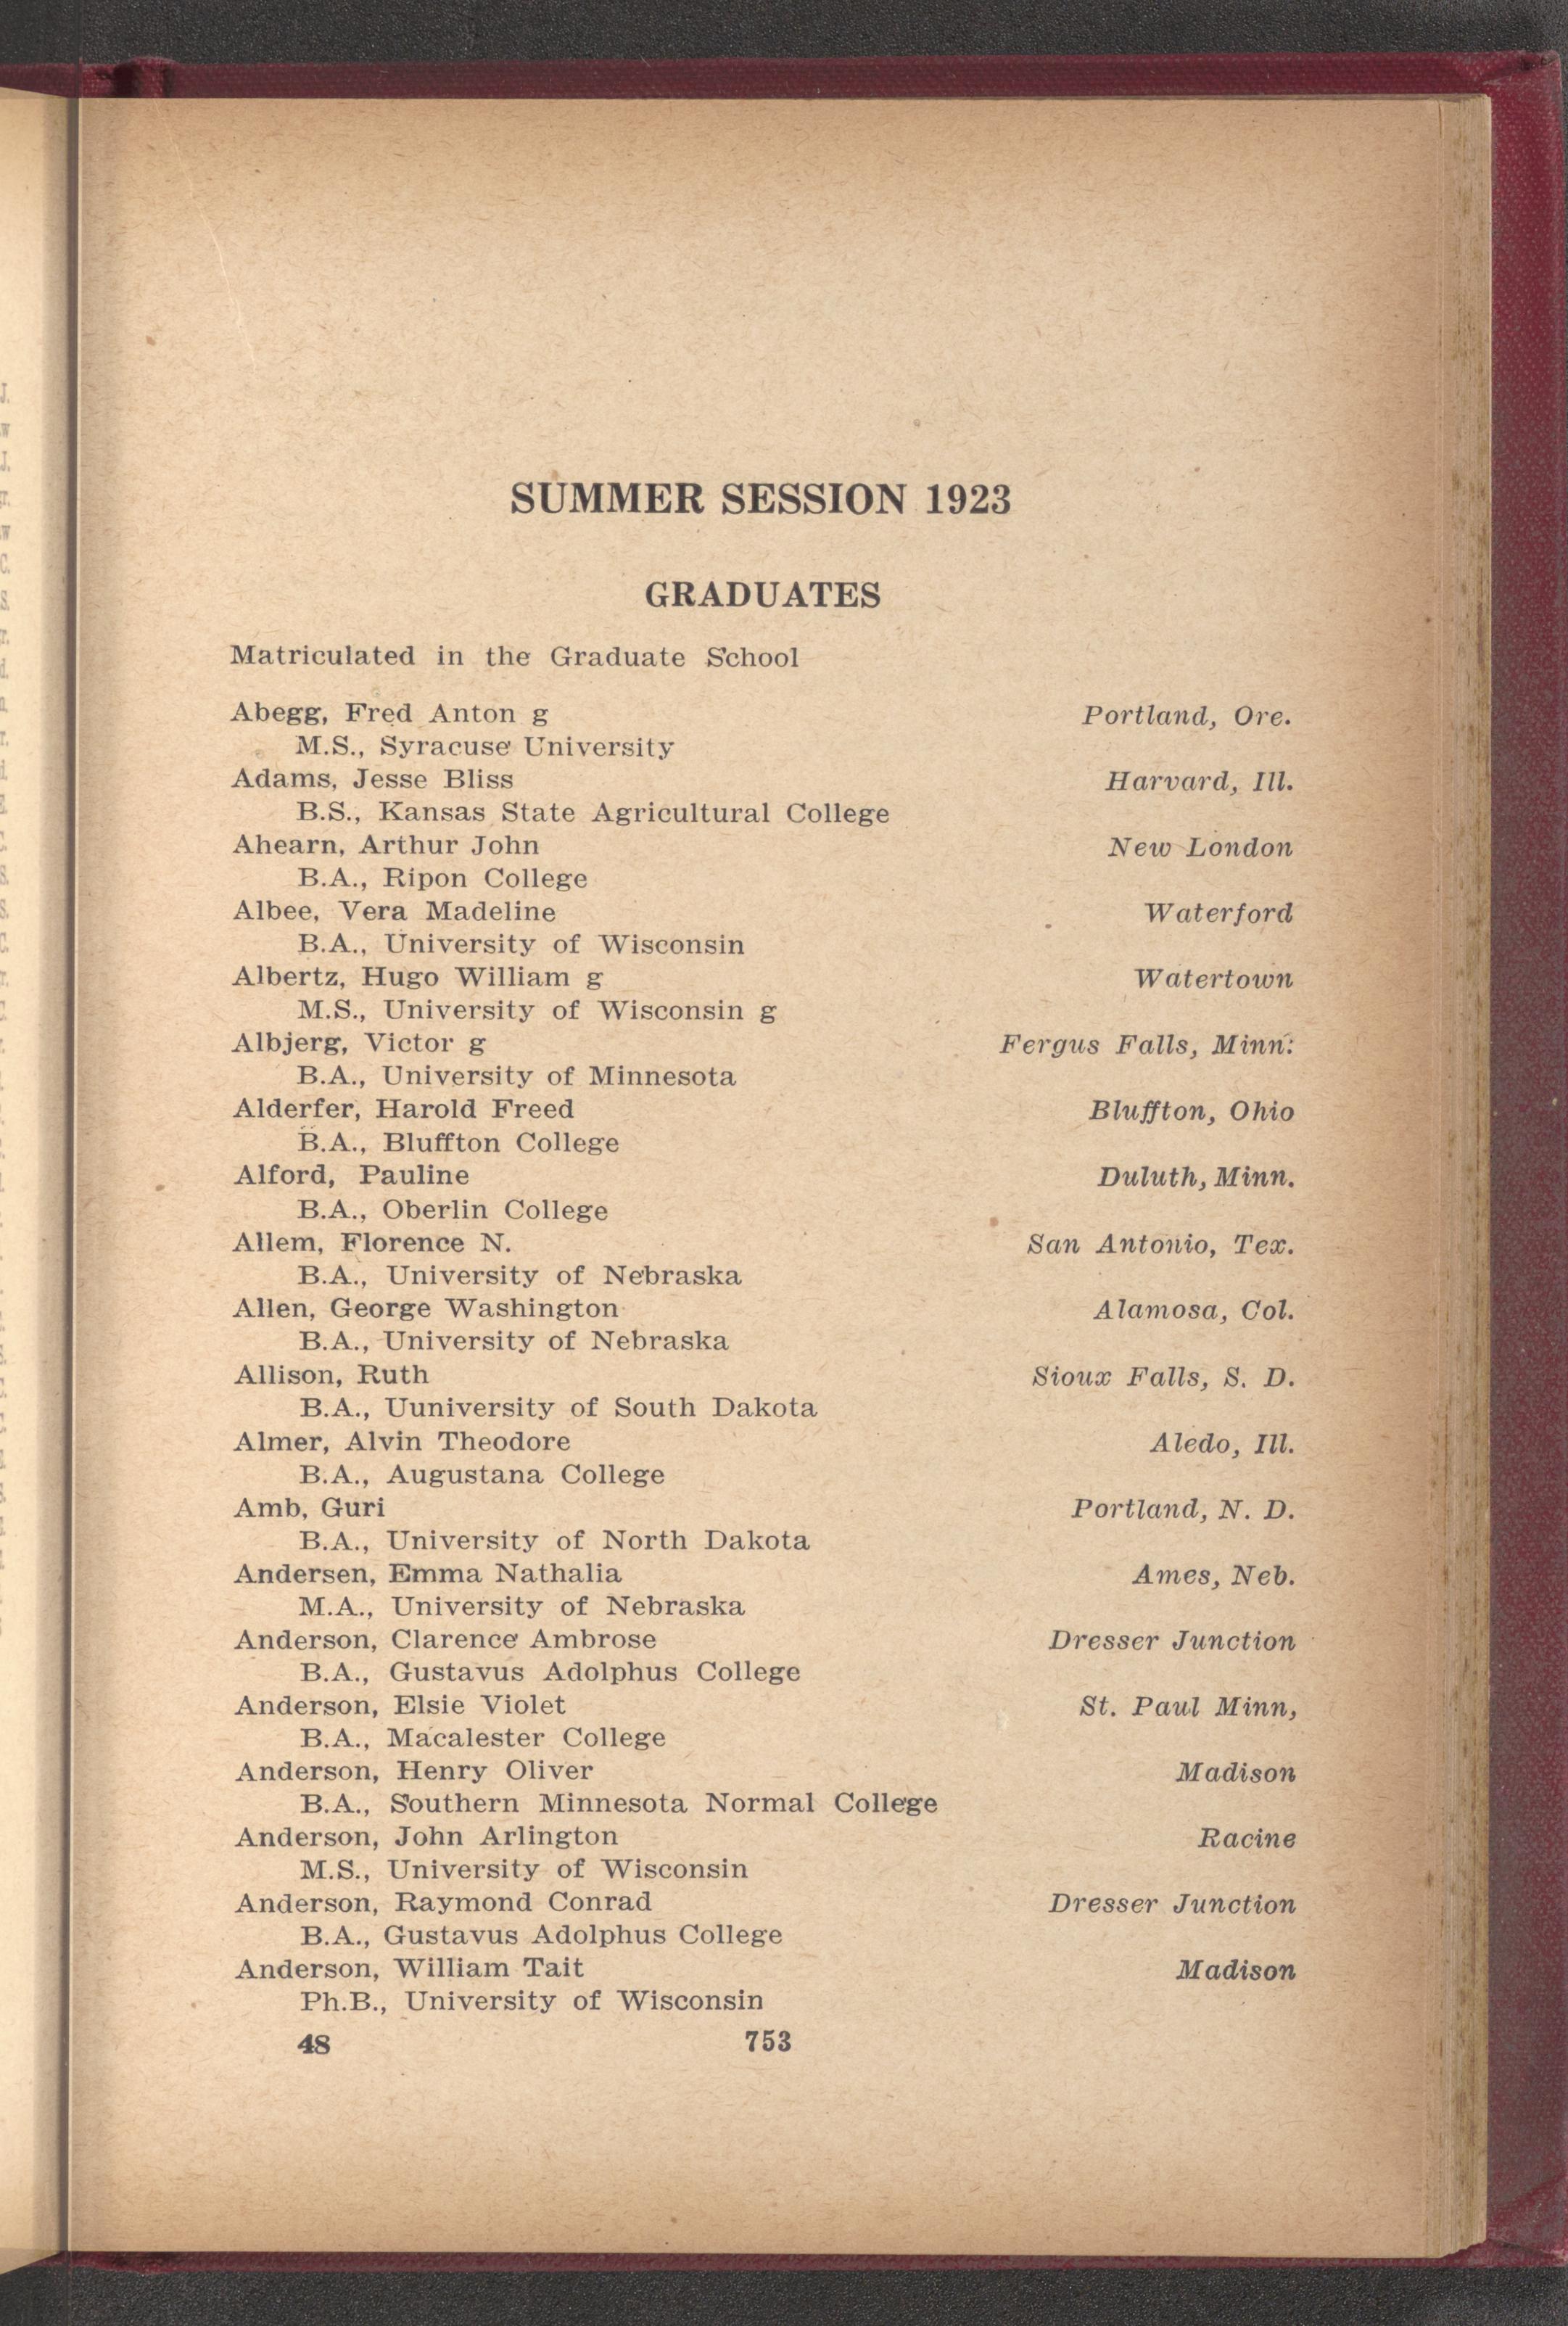 SUMMER SESSION 1923
GRADUATES
Matriculated in the Graduate School
Abegg, Fred Anton g Portland, Ore.
M.S., Syracuse University
Adams, Jesse Bliss Harvard, Ill.
B.S., Kansas State Agricultural College
Ahearn, Arthur John New London
B.A., Ripon College
Albee, Vera Madeline Waterford
B.A., University of Wisconsin
Albertz, Hugo William g Watertown
M.S., University of Wisconsin g
Albjerg, Victor g Fergus Falls, Minn.
B.A., University of Minnesota
Alderfer, Harold Freed Bluffton, Ohio
B.A., Bluffton College
Alford, Pauline Duluth, Minn.
B.A., Oberlin College
Allem, Florence N. San Antonio, Tex.
B.A., University of Nebraska
Allen, George Washington Alamosa, Col.
B.A., University of Nebraska
Allison, Ruth Sioux Falls, S. D.
B.A., Uuniversity of South Dakota
Almer, Alvin Theodore Aledo, Ill.
B.A., Augustana College
Amb, Guri Portland, N. D.
B.A., University of North Dakota
Andersen, Emma Nathalia Ames, Neb.
M.A., University of Nebraska
Anderson, Clarence Ambrose Dresser Junction
B.A., Gustavus Adolphus College
Anderson, Elsie Violet St. Paul Minn,
B.A., Macalester College
Anderson, Henry Oliver Madison
B.A., Southern Minnesota Normal College
Anderson, John Arlington Racine
M.S., University of Wisconsin
Anderson, Raymond Conrad Dresser Junction
B.A., Gustavus Adolphus College
Anderson, William Tait Madison
Ph.B., University of Wisconsin
48 753